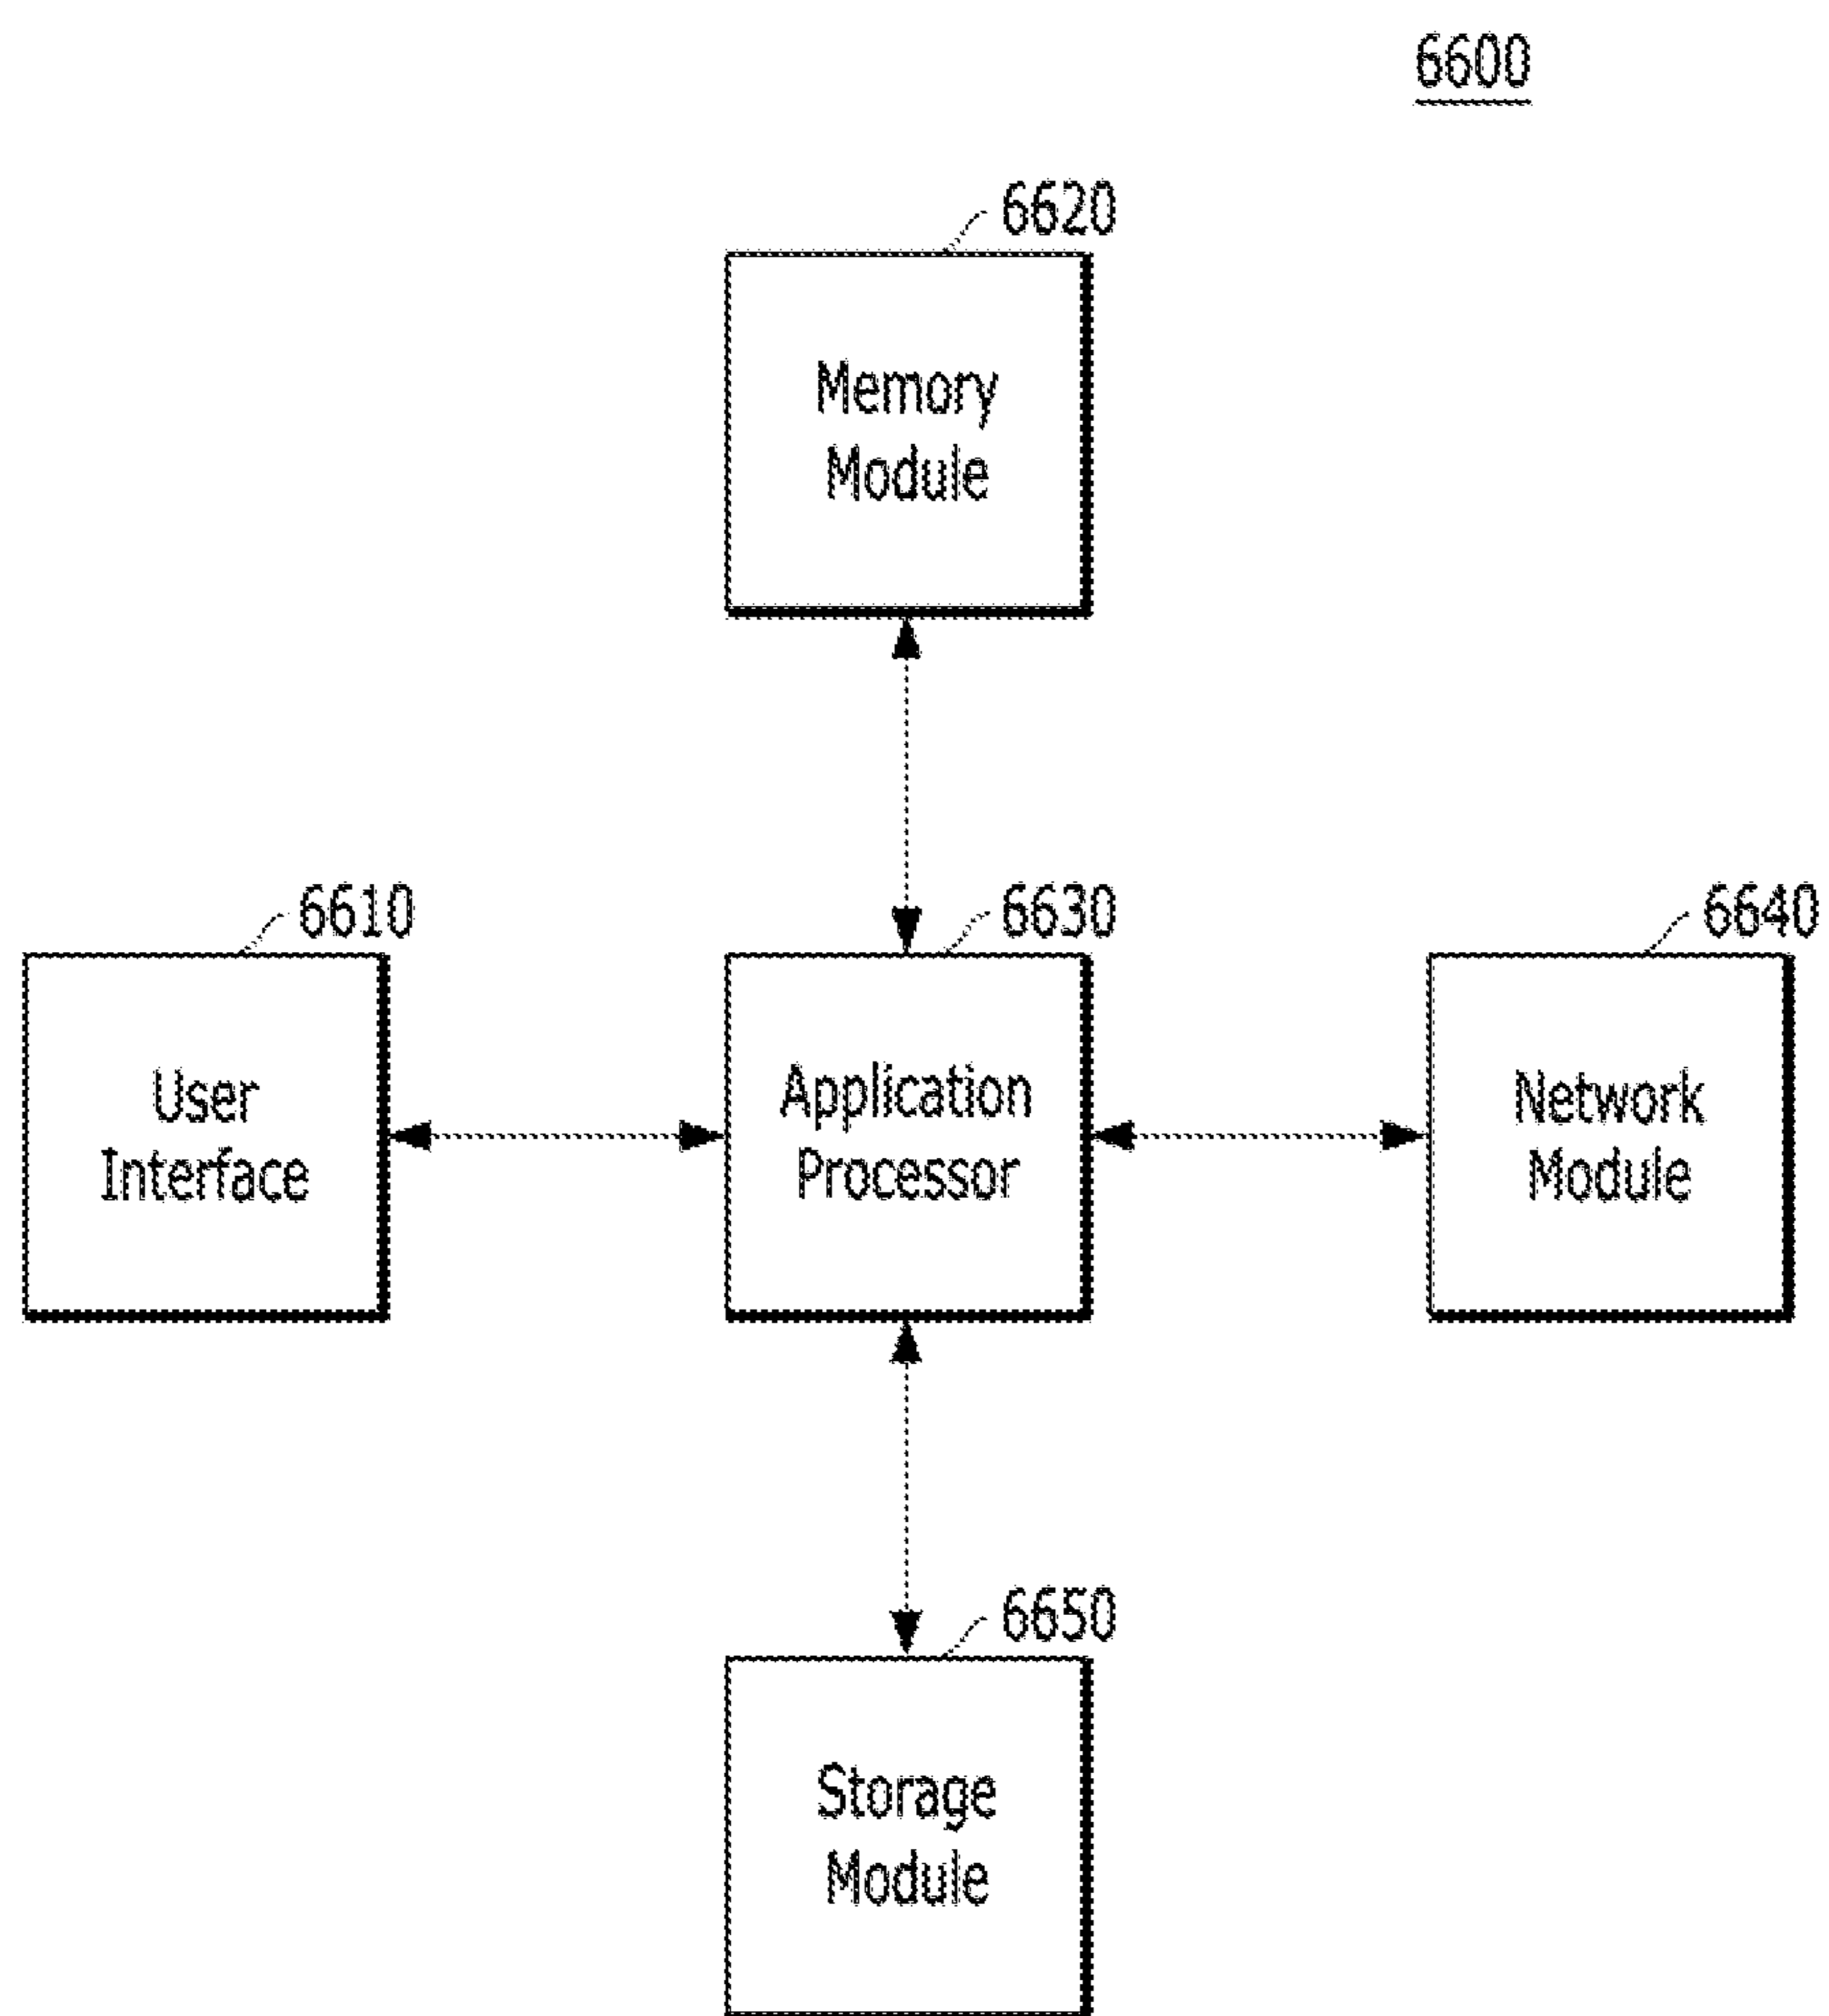 6600
6620
Memory
Module
6610
6630
6640
User
Interface
Application
Processor
Network
Module
6650
Storage
Module